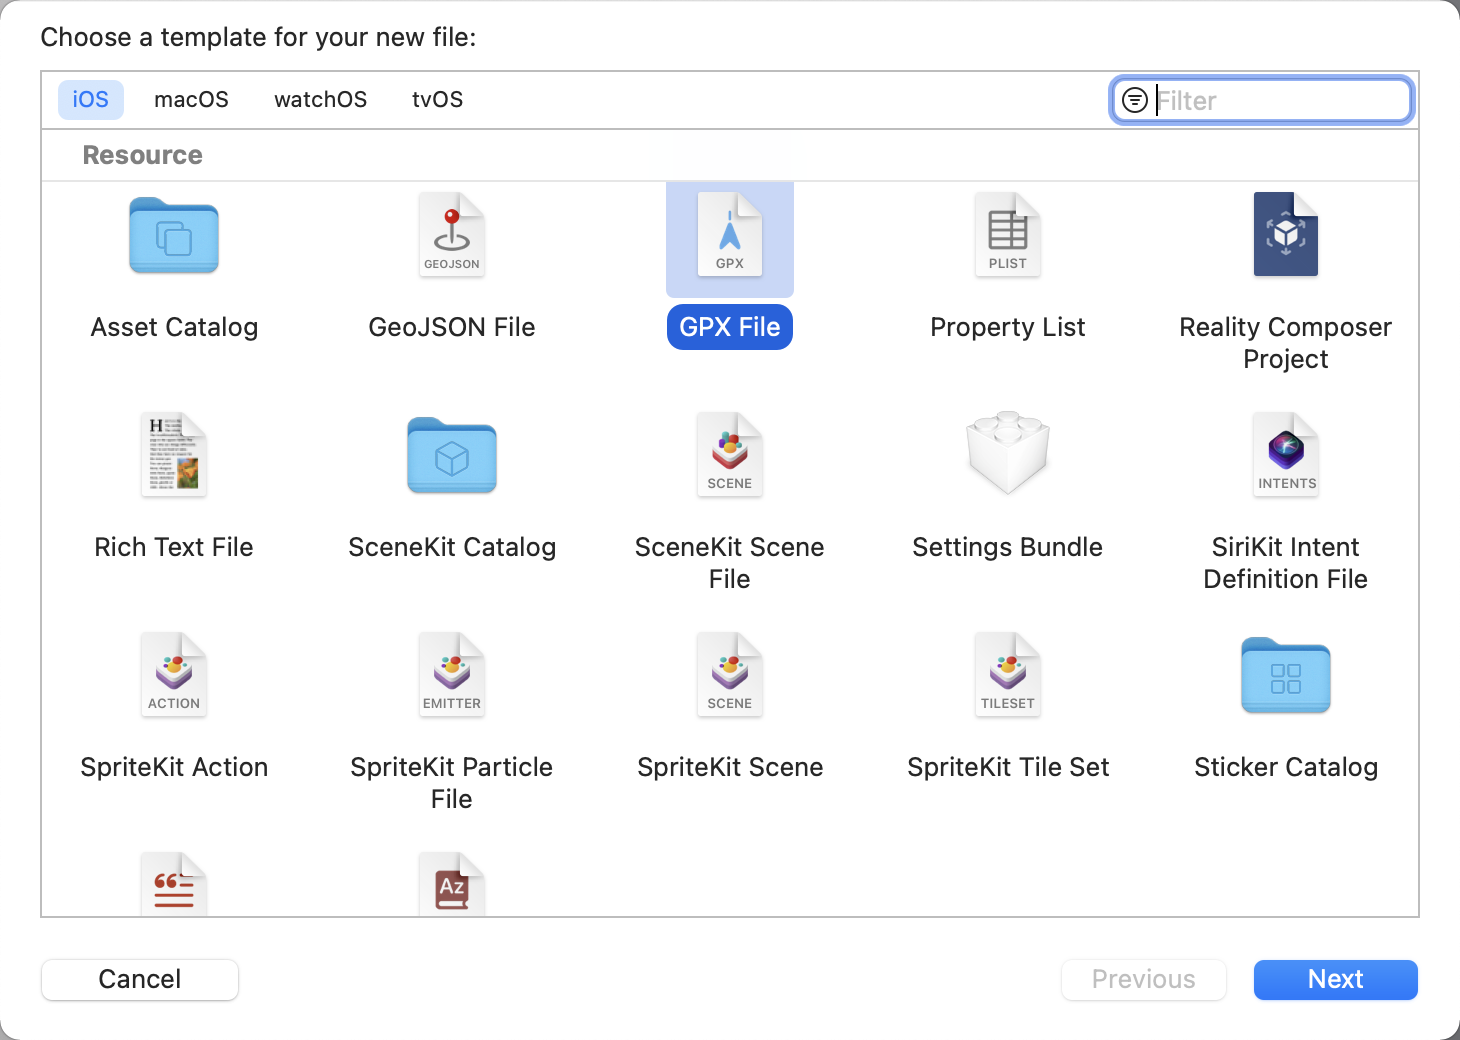 Choose a template for your new file:
iOS macOS watchOS tvOS Filter
Resource
GEOJSON GPX PLIST
Asset Catalog GeoJSON File GPX File Property List Reality Composer
Project
H
SCENE INTENTS
Rich Text File SceneKit Catalog SceneKit Scene Settings Bundle SiriKit Intent
File Definition File
ACTION EMITTER SCENE TILESET
SpriteKit Action SpriteKit Particle SpriteKit Scene SpriteKit Tile Set Sticker Catalog
File
Az
Cancel Previous Next